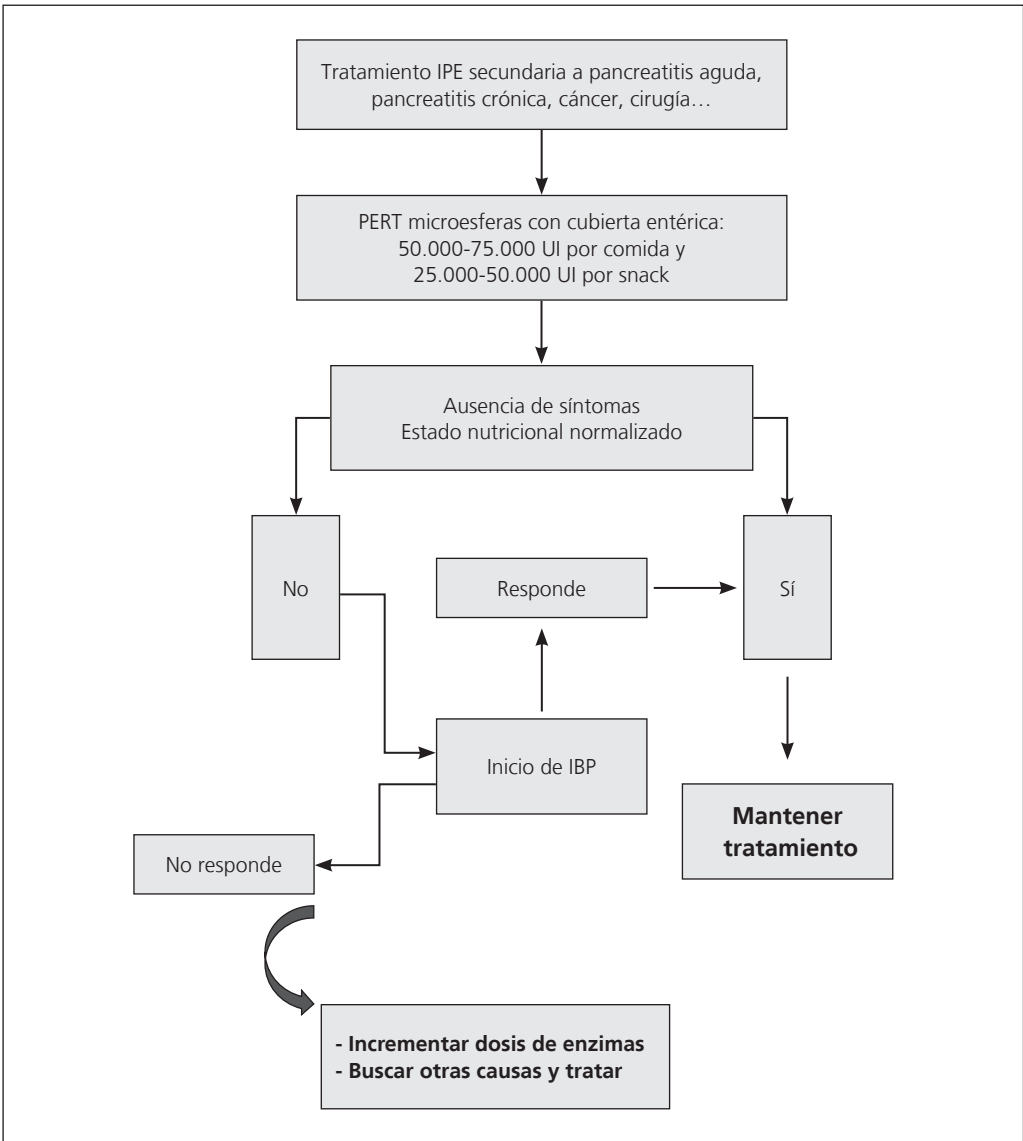 Tratamiento IPE secundaria a pancreatitis aguda,
pancreatitis crónica, cáncer, cirugía…
PERT microesferas con cubierta entérica:
50.000-75.000 UI por comida y
25.000-50.000 UI por snack
Ausencia de síntomas
Estado nutricional normalizado
No
Responde
Sí
Inicio de IBP
Mantener
tratamiento
No responde
- Incrementar dosis de enzimas
- Buscar otras causas y tratar